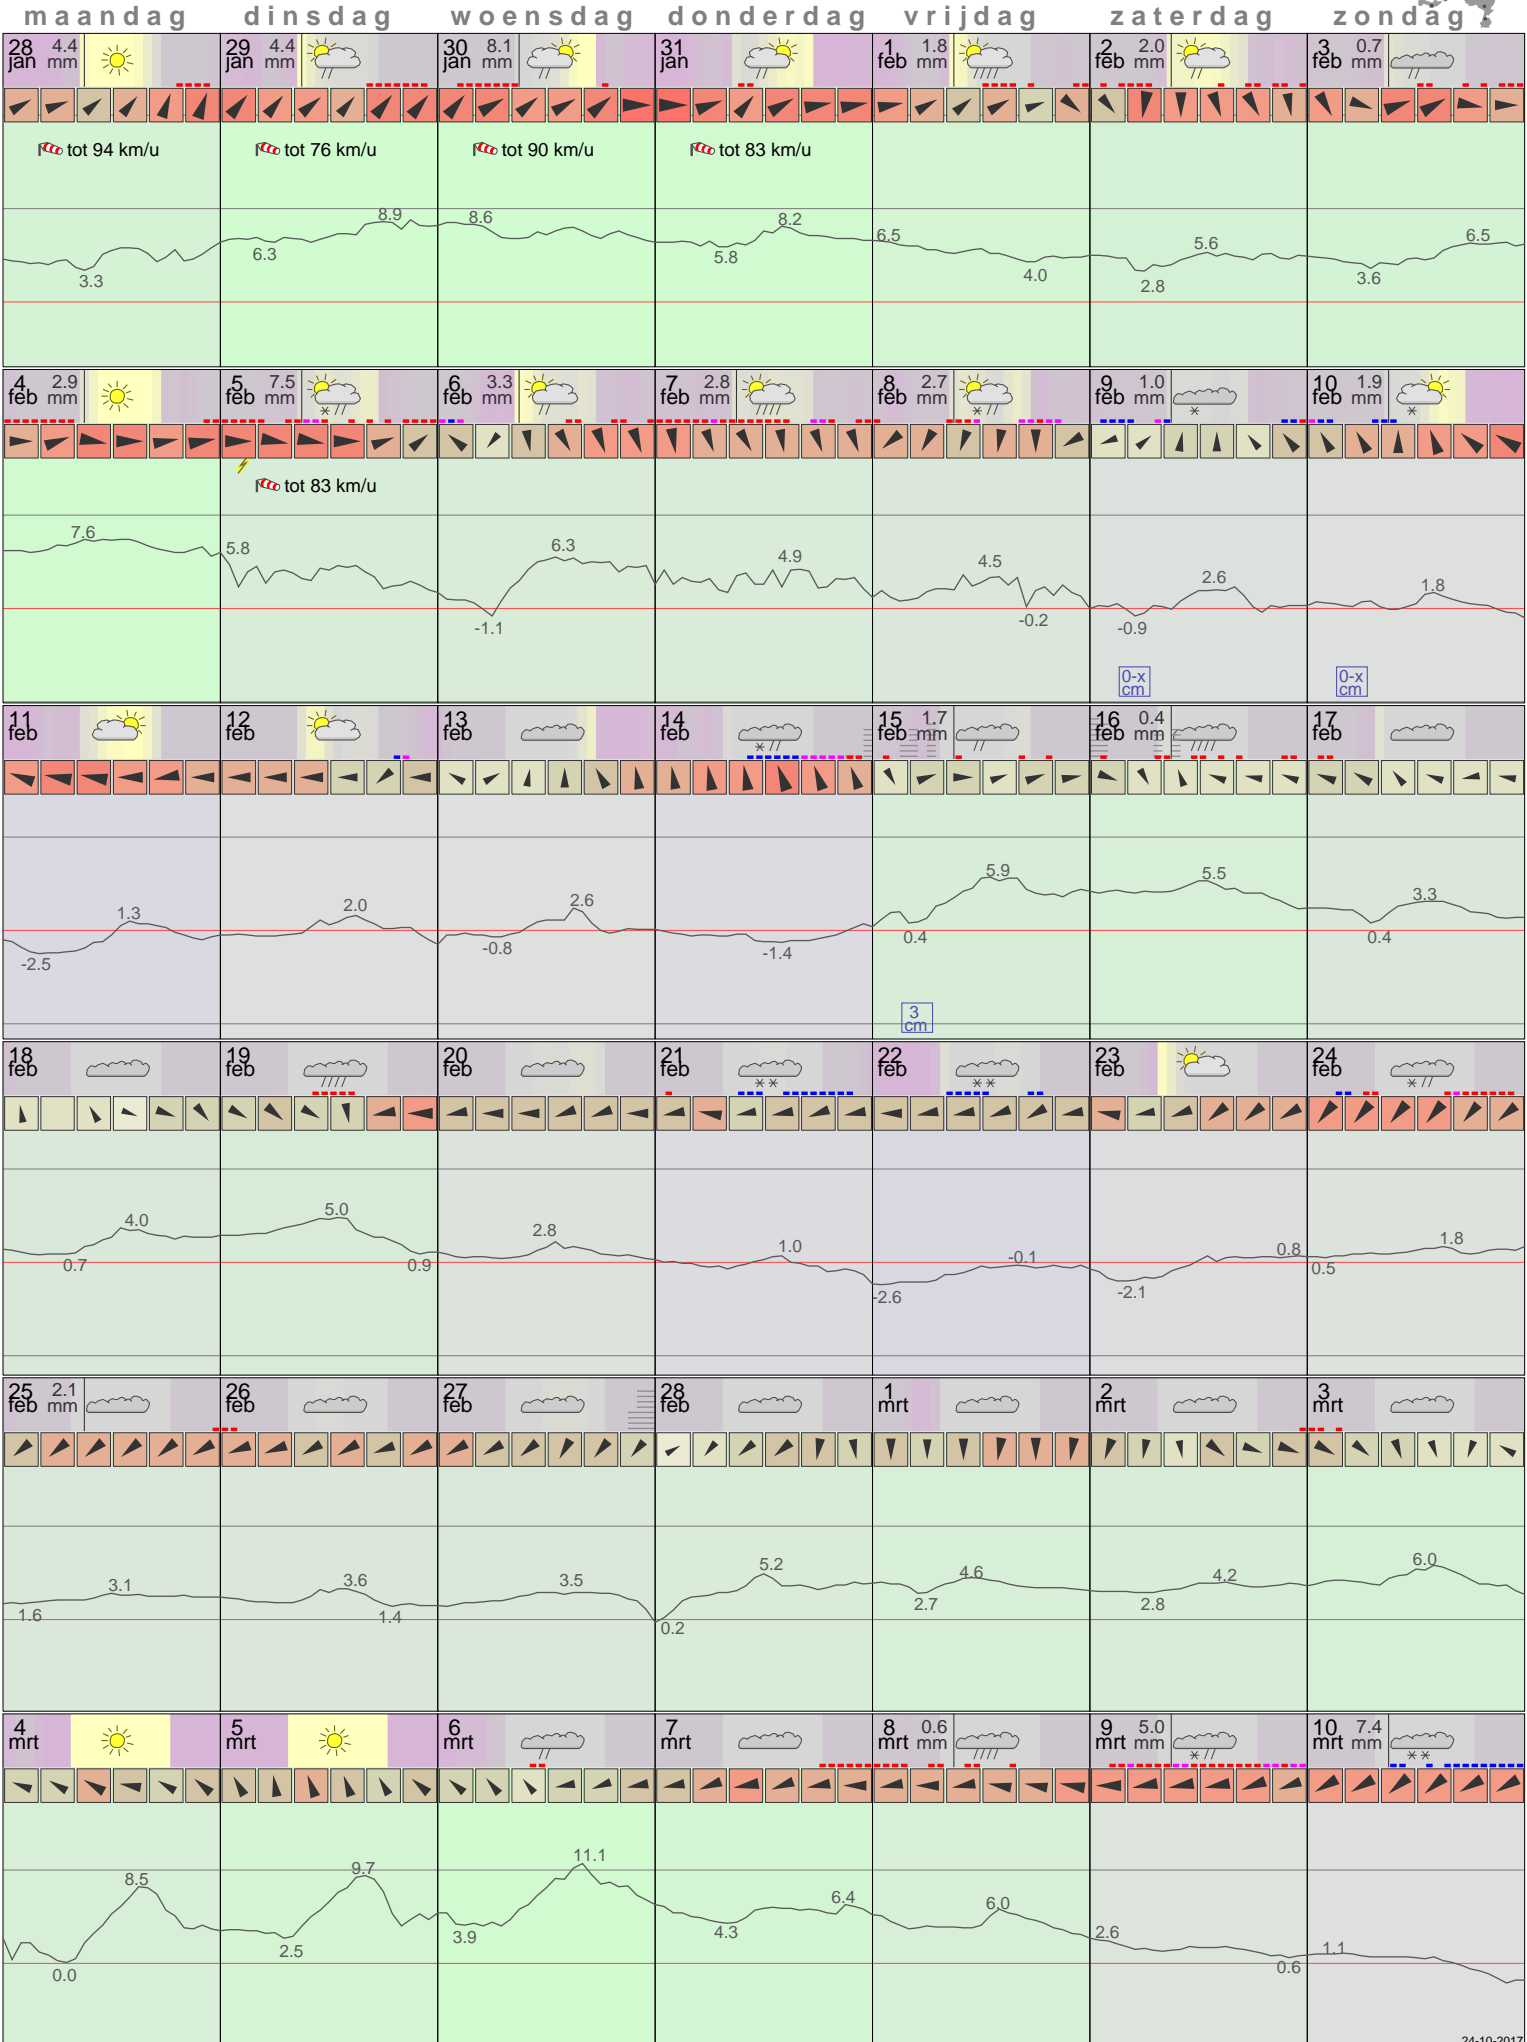 maandag dinsdag woensdag donderdag vrijdag zaterdag zondag
28 jan 4.4 mm 29 jan 4.4 mm 30 jan 8.1 mm 31 jan 1 feb 1.8 mm 2 feb 2.0 mm 3 feb 0.7 mm
tot 94 km/u tot 76 km/u tot 90 km/u tot 83 km/u
3.3 6.3 8.9 8.6 5.8 8.2 6.5 4.0 2.8 5.6 3.6 6.5
4 feb 2.9 mm 5 feb 7.5 mm 6 feb 3.3 mm 7 feb 2.8 mm 8 feb 2.7 mm 9 feb 1.0 mm 10 feb 1.9 mm
tot 83 km/u
7.6 5.8 -1.1 6.3 4.9 4.5 -0.2 -0.9 2.6 1.8
0-x cm 0-x cm
11 feb 12 feb 13 feb 14 feb 15 feb 1.7 mm 16 feb 0.4 mm 17 feb
-2.5 1.3 2.0 -0.8 2.6 -1.4 0.4 5.9 5.5 0.4 3.3
3 cm
18 feb 19 feb 20 feb 21 feb 22 feb 23 feb 24 feb
0.7 4.0 5.0 0.9 2.8 1.0 -2.6 -0.1 -2.1 0.8 0.5 1.8
25 feb 2.1 mm 26 feb 27 feb 28 feb 1 mrt 2 mrt 3 mrt
1.6 3.1 3.6 1.4 3.5 0.2 5.2 2.7 4.6 2.8 4.2 6.0
4 mrt 5 mrt 6 mrt 7 mrt 8 mrt 0.6 mm 9 mrt 5.0 mm 10 mrt 7.4 mm
0.0 8.5 2.5 9.7 3.9 11.1 4.3 6.4 6.0 2.6 0.6 1.1
24-10-2017